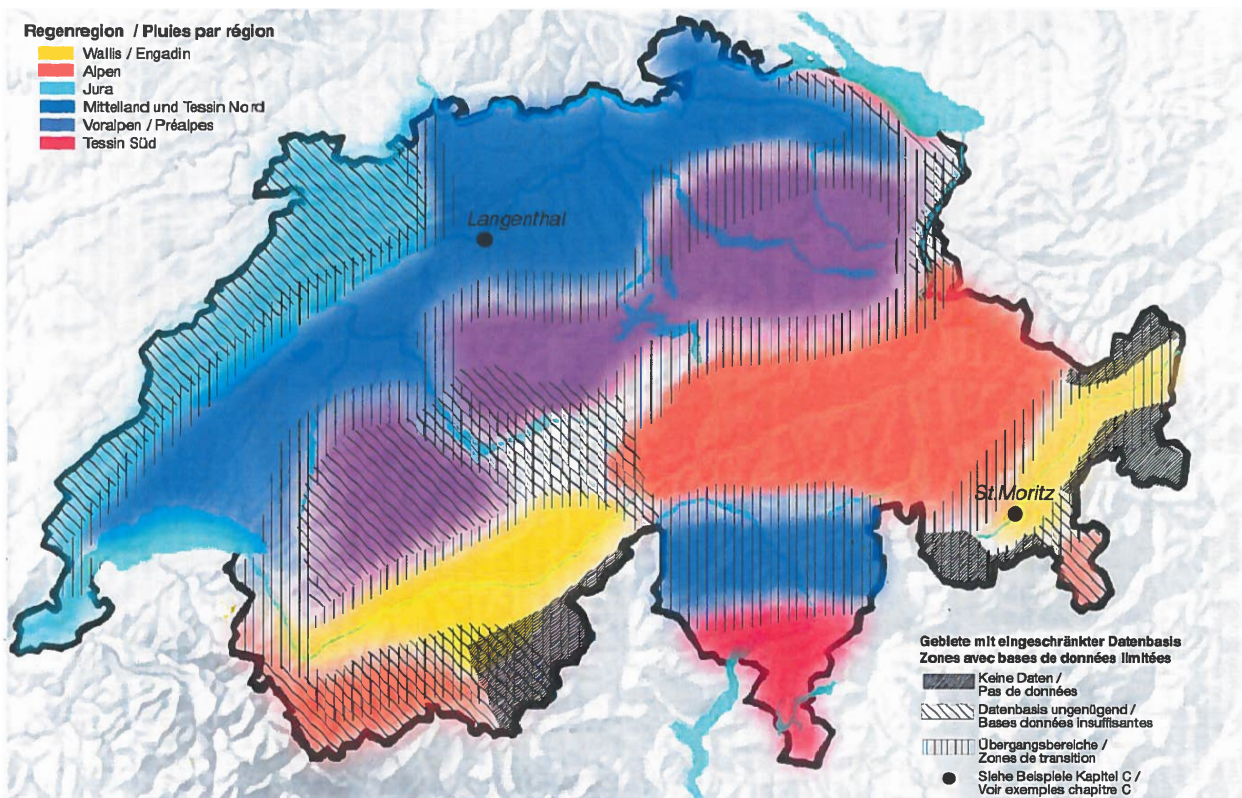 Regenregion / Pluies par région
Wallis / Engadin
Alpen
Jura
Mittelland und Tessin Nord
Voralpen / Préalpes
Tessin Süd
Langenthal
St.Moritz
Gebiete mit eingeschränkter Datenbasis
Zones avec bases de données limitées
Keine Daten /
Pas de données
Datenbasis ungenügend /
Bases données insuffisantes
Übergangsbereiche /
Zones de transition
Siehe Beispiele Kapitel C /
Voir exemples chapitre C